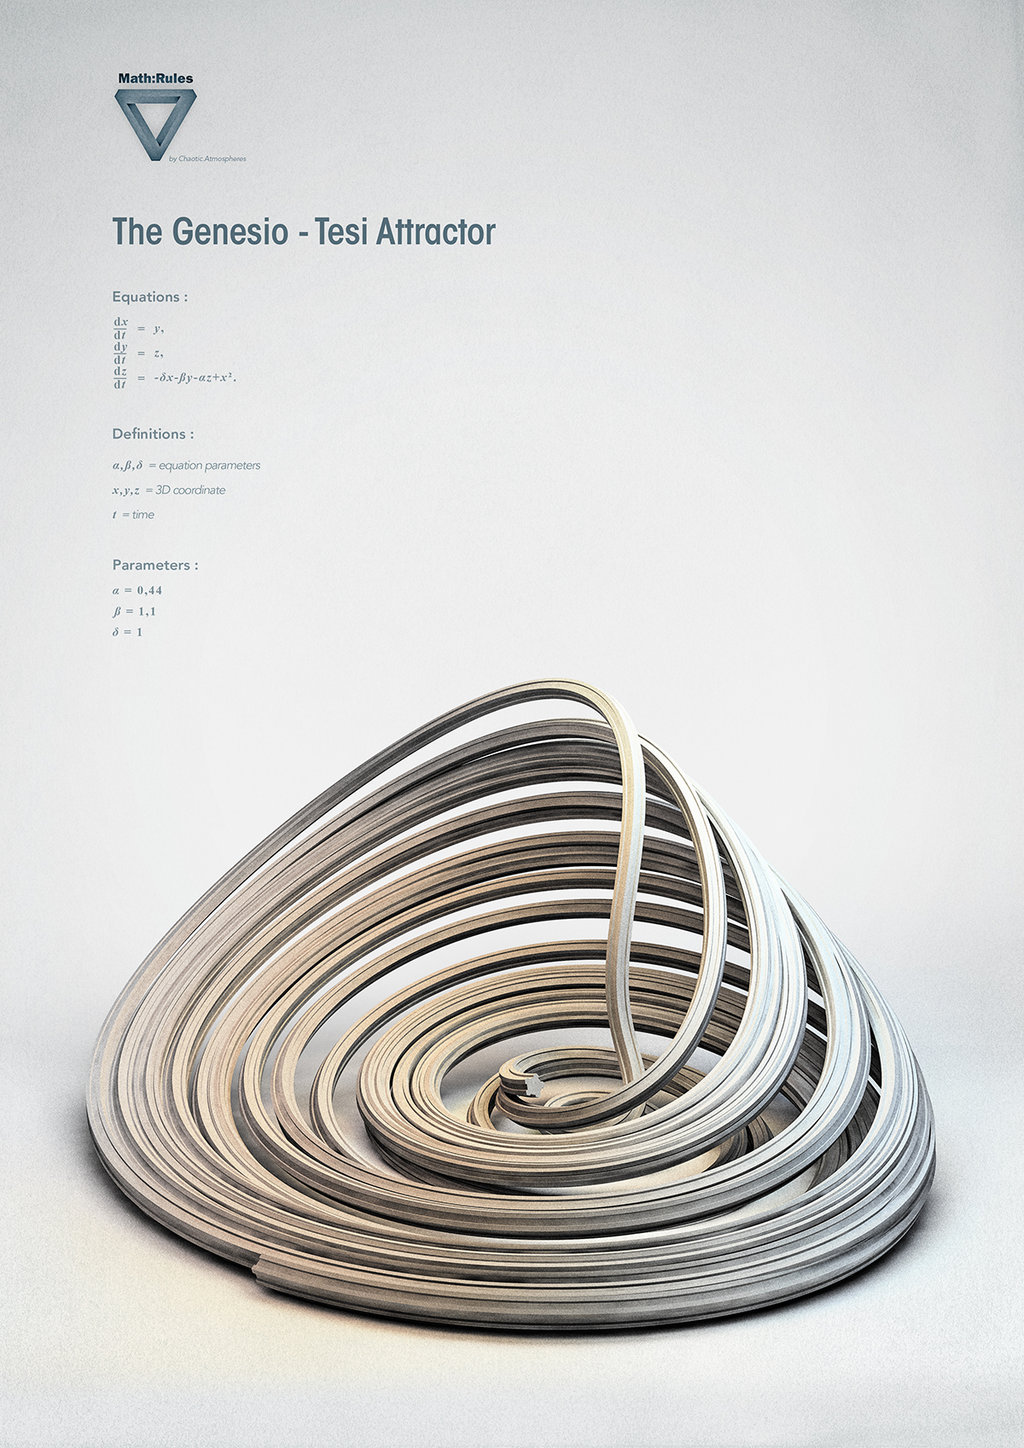 Math:Rules
by Chaotic Atmospheres
The Genesio - Tesi Attractor
Equations :
dx/dt = y,
dy/dt = z,
dz/dt = -δx-βy-αz+x².
Definitions :
α,β,δ = equation parameters
x,y,z = 3D coordinate
t = time
Parameters :
α = 0,44
β = 1,1
δ = 1